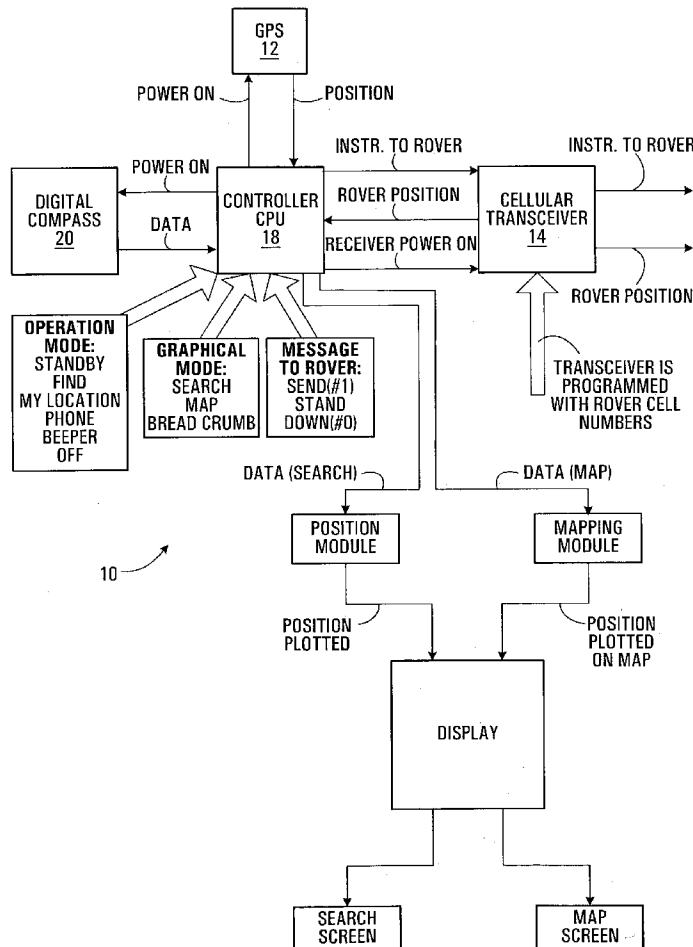 GPS
12
POWER ON
POSITION
INSTR. TO ROVER
INSTR. TO ROVER
POWER ON
DIGITAL
COMPASS
20
CONTROLLER
CPU
18
ROVER POSITION
CELLULAR
TRANSCEIVER
14
DATA
RECEIVER POWER ON
ROVER POSITION
OPERATION
MODE:
STANDBY
FIND
MY LOCATION
PHONE
BEEPER
OFF
GRAPHICAL
MODE:
SEARCH
MAP
BREAD CRUMB
MESSAGE
TO ROVER:
SEND(#1)
STAND
DOWN(#0)
TRANSCEIVER IS
PROGRAMMED
WITH ROVER CELL
NUMBERS
DATA (SEARCH)
DATA (MAP)
POSITION
MODULE
MAPPING
MODULE
10
POSITION
PLOTTED
POSITION
PLOTTED
ON MAP
DISPLAY
SEARCH
SCREEN
MAP
SCREEN